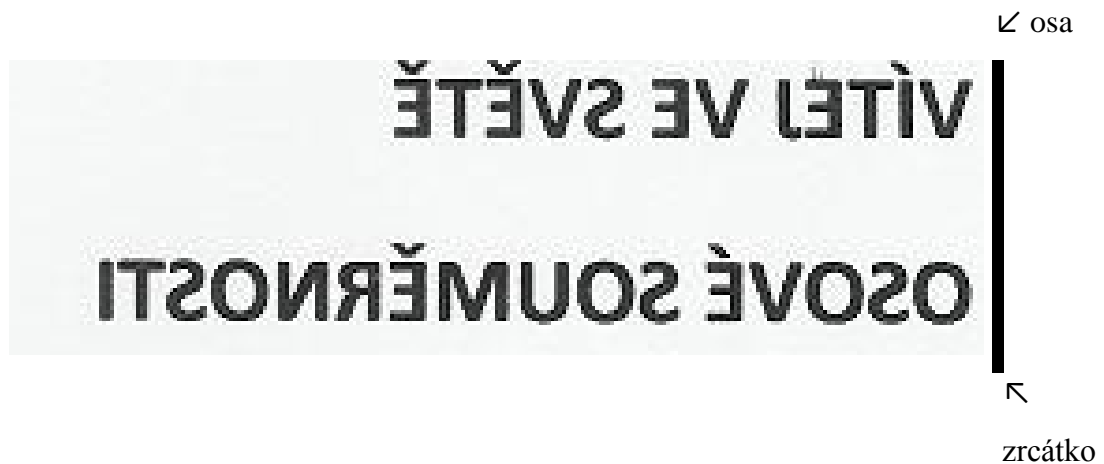 ↙ osa
VÍTEJ VE SVĚTĚ
OSOVÉ SOUMĚRNOSTI
↖
zrcátko